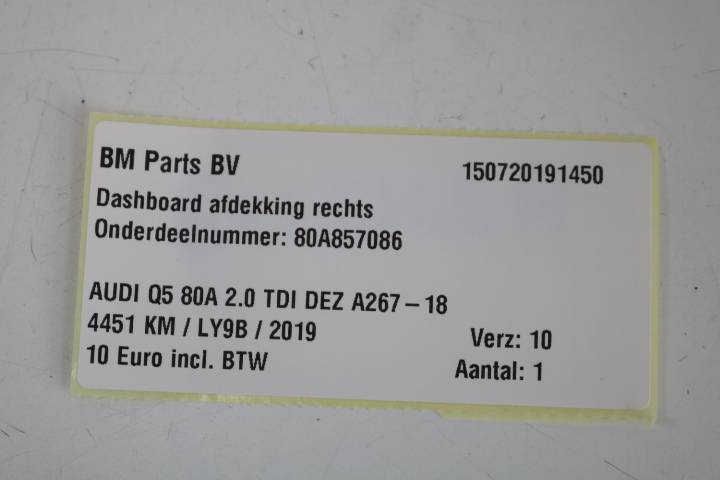 BM Parts BV 150720191450
Dashboard afdekking rechts
Onderdeelnummer: 80A857086
AUDI Q5 80A 2.0 TDI DEZ A267-18
4451 KM / LY9B / 2019 Verz: 10
10 Euro incl. BTW Aantal: 1